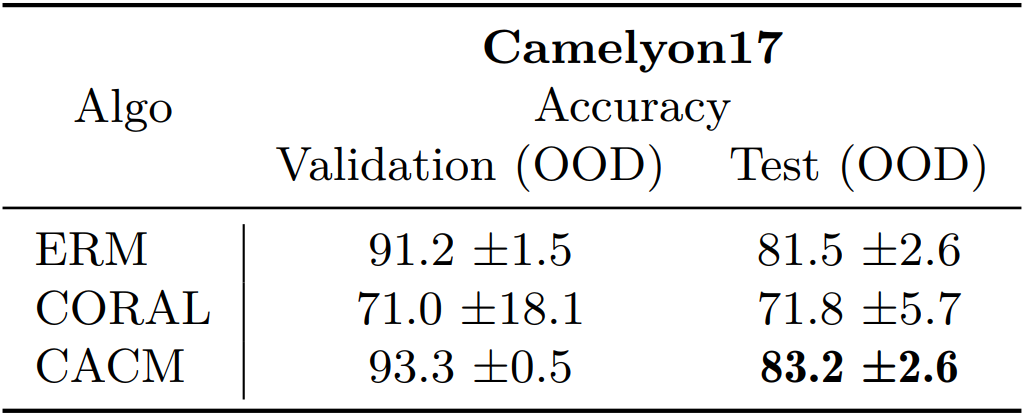 Camelyon17
Algo Accuracy
Validation (OOD) Test (OOD)
ERM 91.2 ±1.5 81.5 ±2.6
CORAL 71.0 ±18.1 71.8 ±5.7
CACM 93.3 ±0.5 83.2 ±2.6